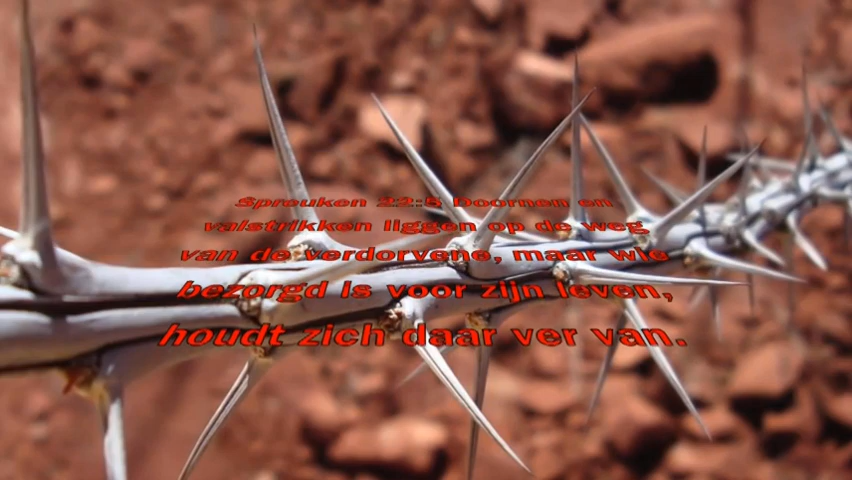 Spreuken 22:5 Doornen en
valstrikken liggen op de weg
van de verdorvene, maar wie
bezorgd is voor zijn leven,
houdt zich daar ver van.